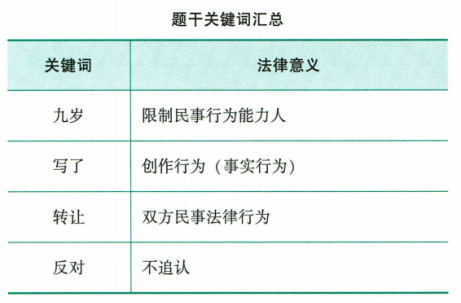 题干关键词汇总
关键词 法律意义
九岁 限制民事行为能力人
写了 创作行为（事实行为）
转让 双方民事法律行为
反对 不追认